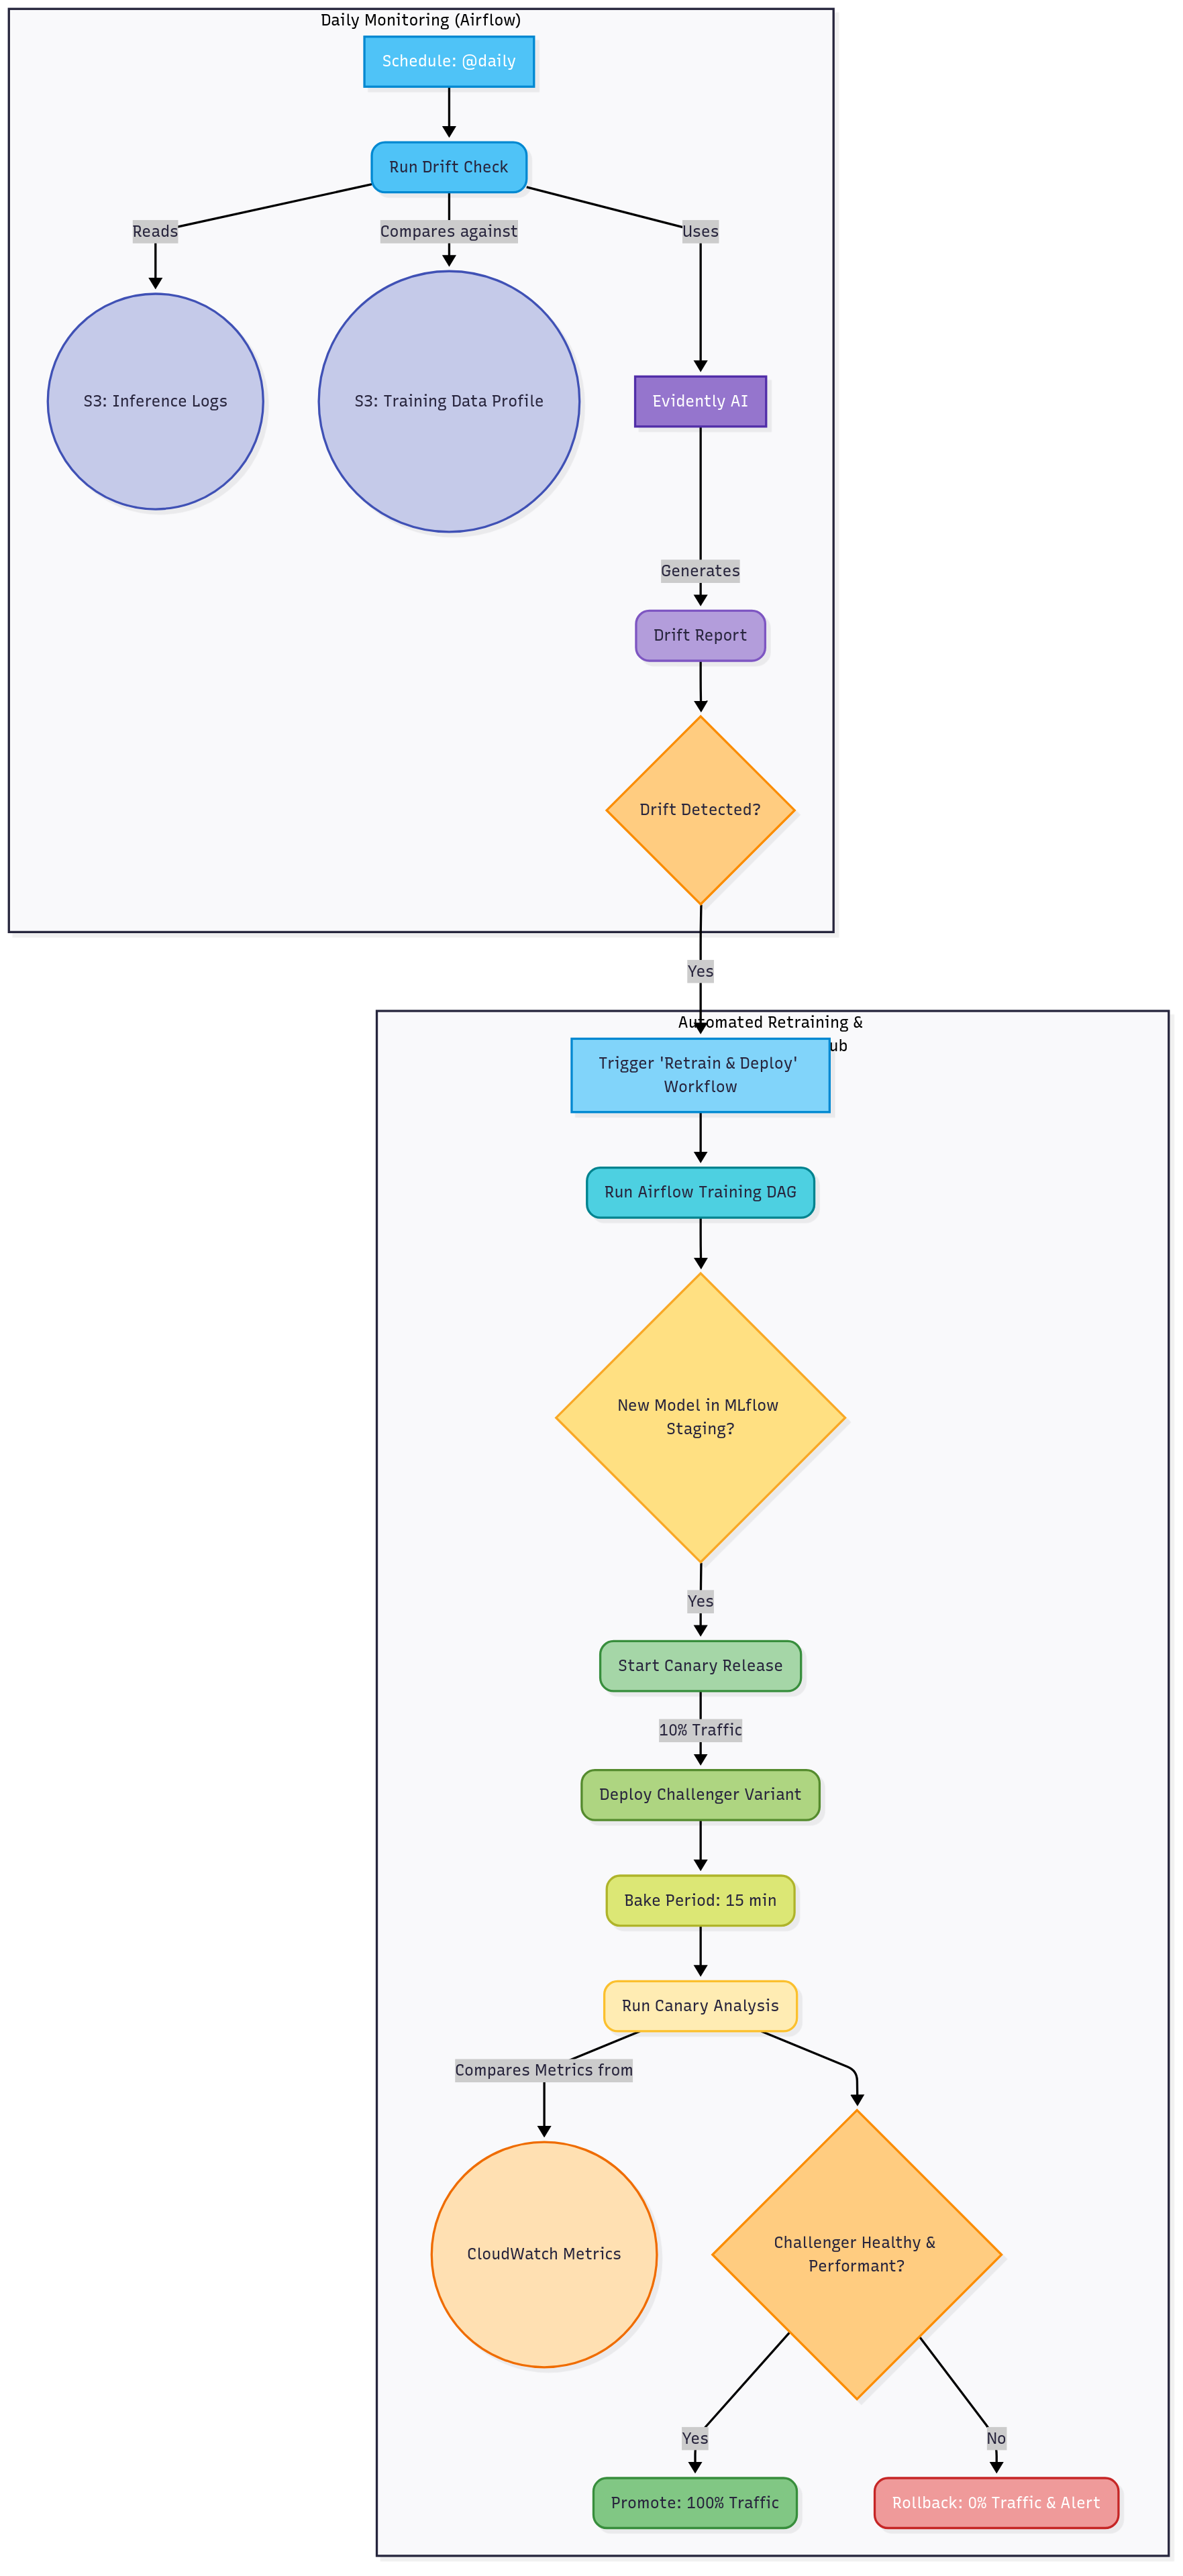 Daily Monitoring (Airflow)
Schedule: @daily
Run Drift Check
Reads
Compares against
Uses
S3: Inference Logs
S3: Training Data Profile
Evidently AI
Generates
Drift Report
Drift Detected?
Yes
Automated Retraining &
Trigger 'Retrain & Deploy'
Workflow
Run Airflow Training DAG
New Model in MLflow
Staging?
Yes
Start Canary Release
10% Traffic
Deploy Challenger Variant
Bake Period: 15 min
Run Canary Analysis
Compares Metrics from
CloudWatch Metrics
Challenger Healthy &
Performant?
Yes
No
Promote: 100% Traffic
Rollback: 0% Traffic & Alert